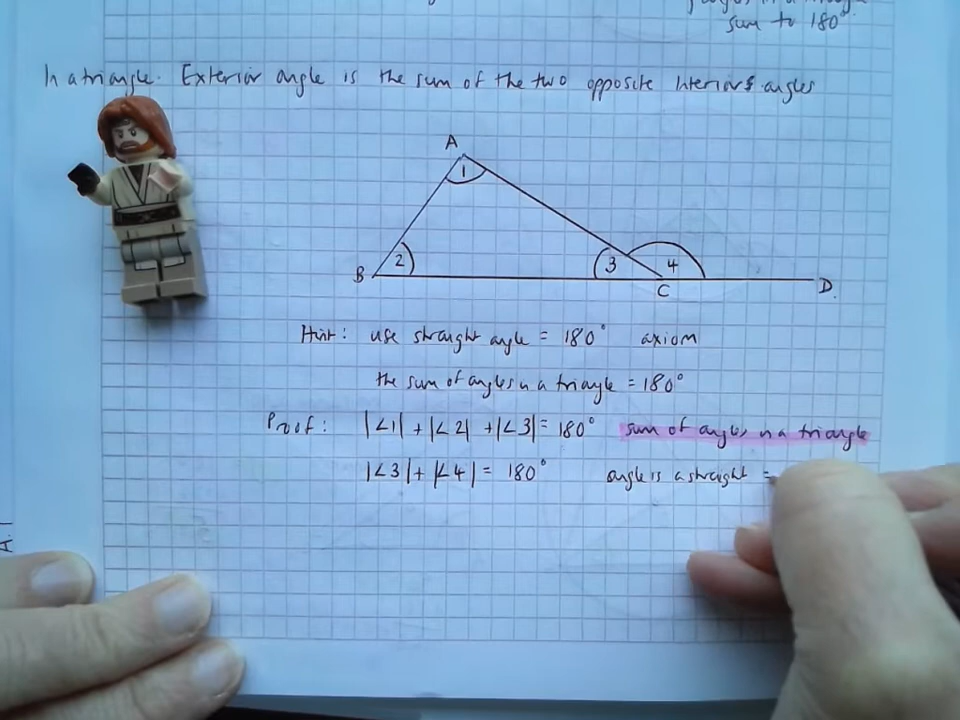 sum to 180°
In a triangle. Exterior angle is the sum of the two opposite Interior angles
A
1
2
3
4
B
C
D.
Hint: use straight angle = 180° axiom
the sum of angles in a triangle = 180°
Proof: |∠1| + |∠2| + |∠3| = 180° sum of angles in a triangle
|∠3| + |∠4| = 180° angle is a straight =